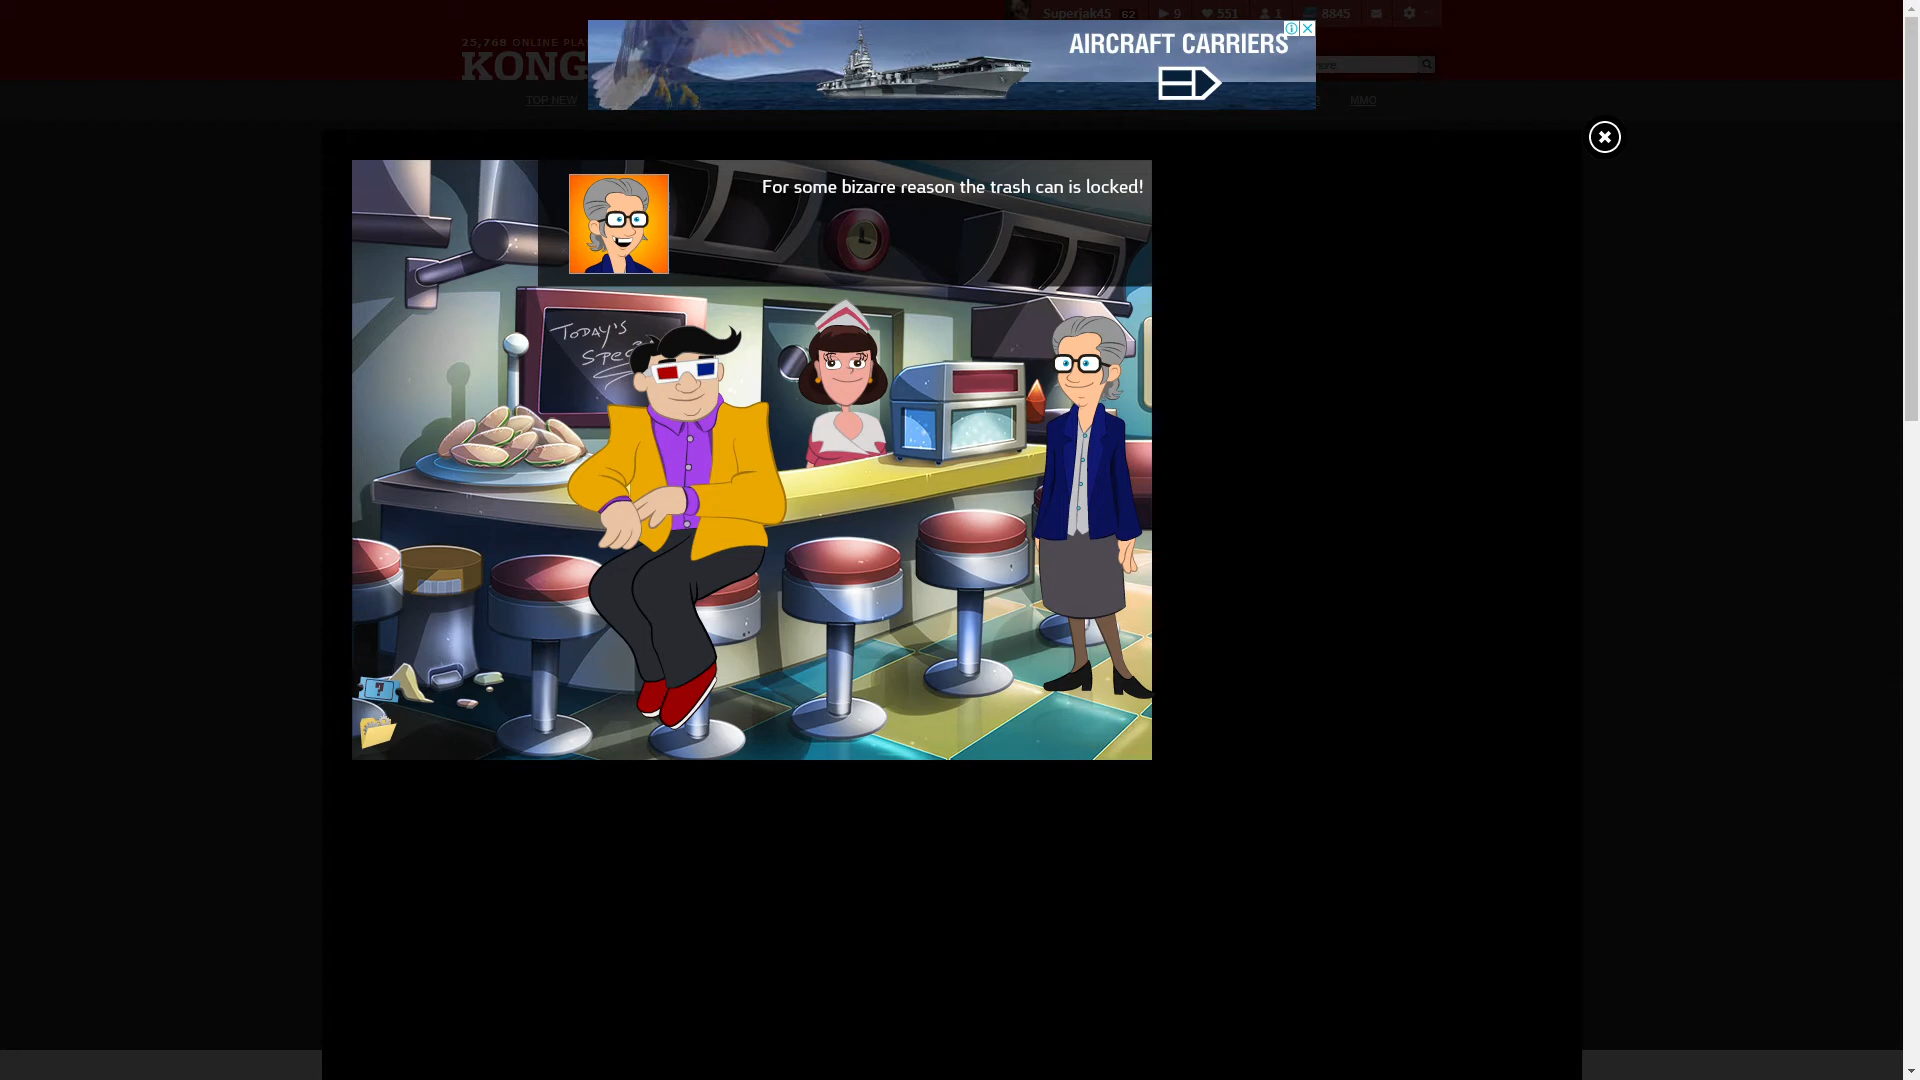 Superjak45 62 9 551 1 8845
25,768 ONLINE PLA
KONG
AIRCRAFT CARRIERS
TOP NEW
MMO
For some bizarre reason the trash can is locked!
TODAY'S
?